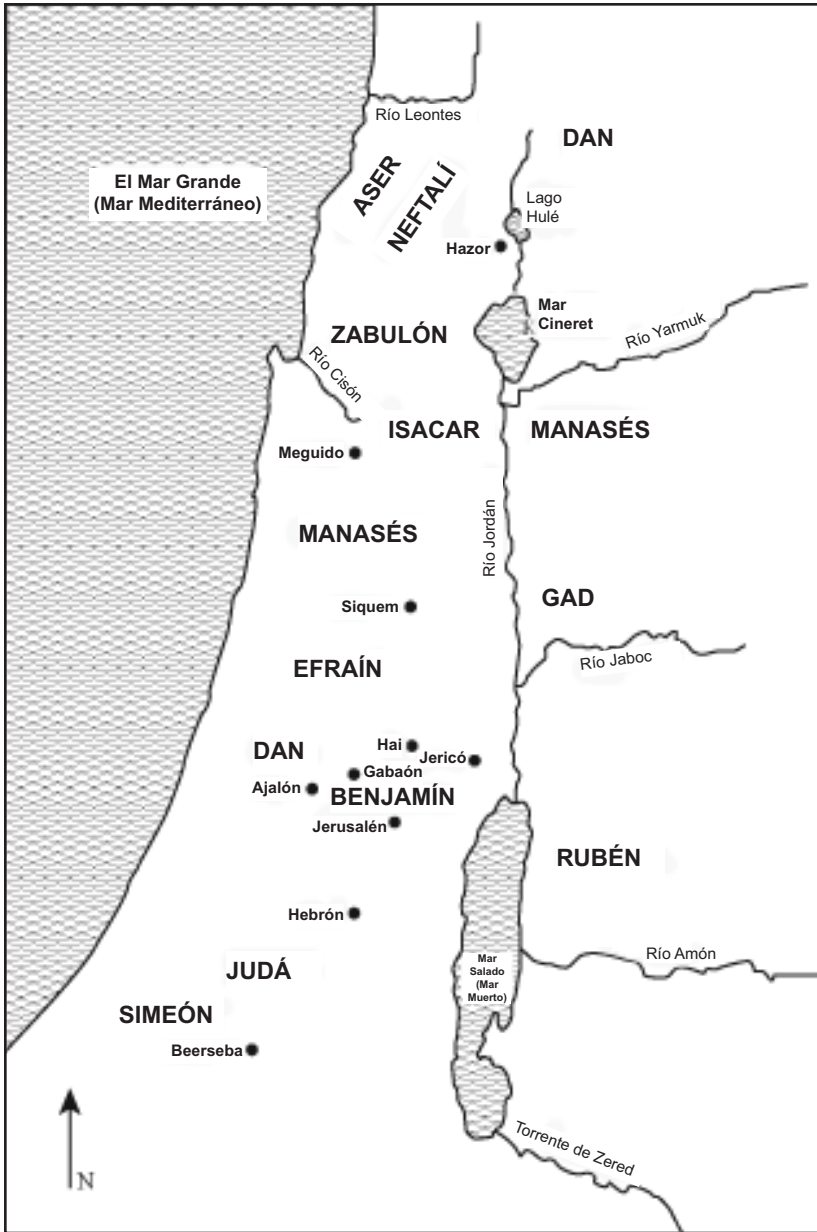 Río Leontes
DAN
El Mar Grande
(Mar Mediterráneo)
ASER
NEFTALÍ
Lago
Hulé
Hazor
Mar
Cineret
ZABULÓN
Río Yarmuk
Río Cisón
ISACAR
MANASÉS
Meguido
Río Jordán
MANASÉS
Siquem
GAD
Río Jaboc
EFRAÍN
DAN
Hai
Jericó
Gabaón
Ajalón
BENJAMÍN
Jerusalén
RUBÉN
Hebrón
Río Amón
JUDÁ
Mar
Salado
(Mar
Muerto)
SIMEÓN
Beerseba
Torrente de Zered
N